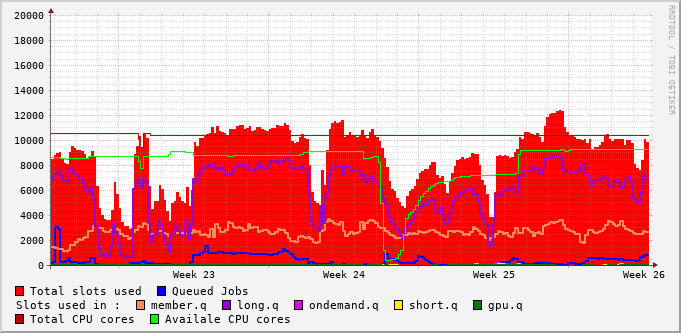 20000
18000
16000
14000
12000
10000
8000
6000
4000
2000
0
Week 23 Week 24 Week 25 Week 26
Total slots used Queued Jobs
Slots used in : member.q long.q ondemand.q short.q gpu.q
Total CPU cores Availale CPU cores
RRDTOOL / TOBI OETIKER